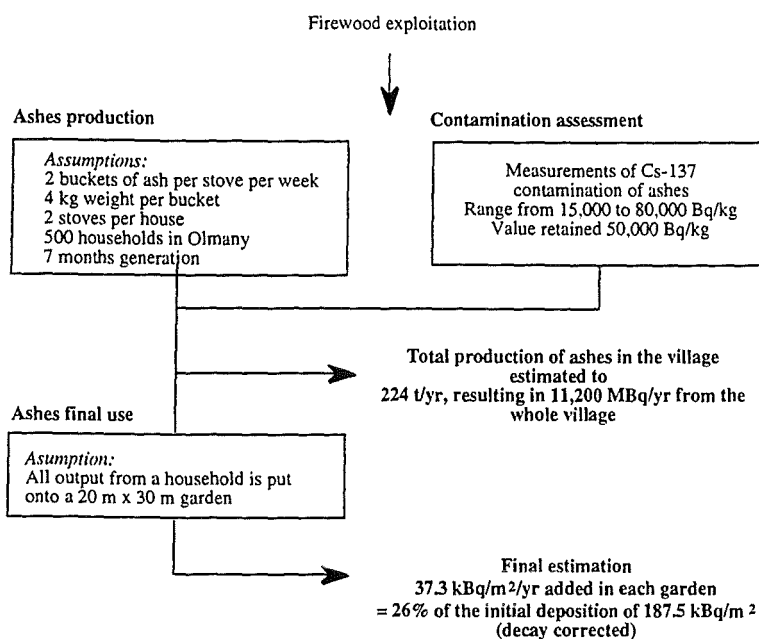 Firewood exploitation
Ashes production
Assumptions:
2 buckets of ash per stove per week
4 kg weight per bucket
2 stoves per house
500 households in Olmany
7 months generation
Contamination assessment
Measurements of Cs-137
contamination of ashes
Range from 15,000 to 80,000 Bq/kg
Value retained 50,000 Bq/kg
Total production of ashes in the village
estimated to
224 t/yr, resulting in 11,200 MBq/yr from the
whole village
Ashes final use
Asumption:
All output from a household is put
onto a 20 m x 30 m garden
Final estimation
37.3 kBq/m²/yr added in each garden
= 26% of the initial deposition of 187.5 kBq/m ²
(decay corrected)